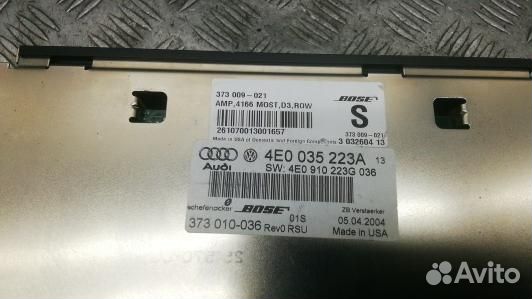 373 009-021
AMP,4166 MOST,D3,ROW
BOSE
S
261070013001657
373 009-021
Made in USA of Domestic and Foreign Components 3 032604 13
4E0 035 223A 13
Audi
SW: 4E0 910 223G 036
schefenacker
BOSE
01S
ZB Verstaerker
373 010-036 Rev0 RSU
05.04.2004
Made in USA
Avito